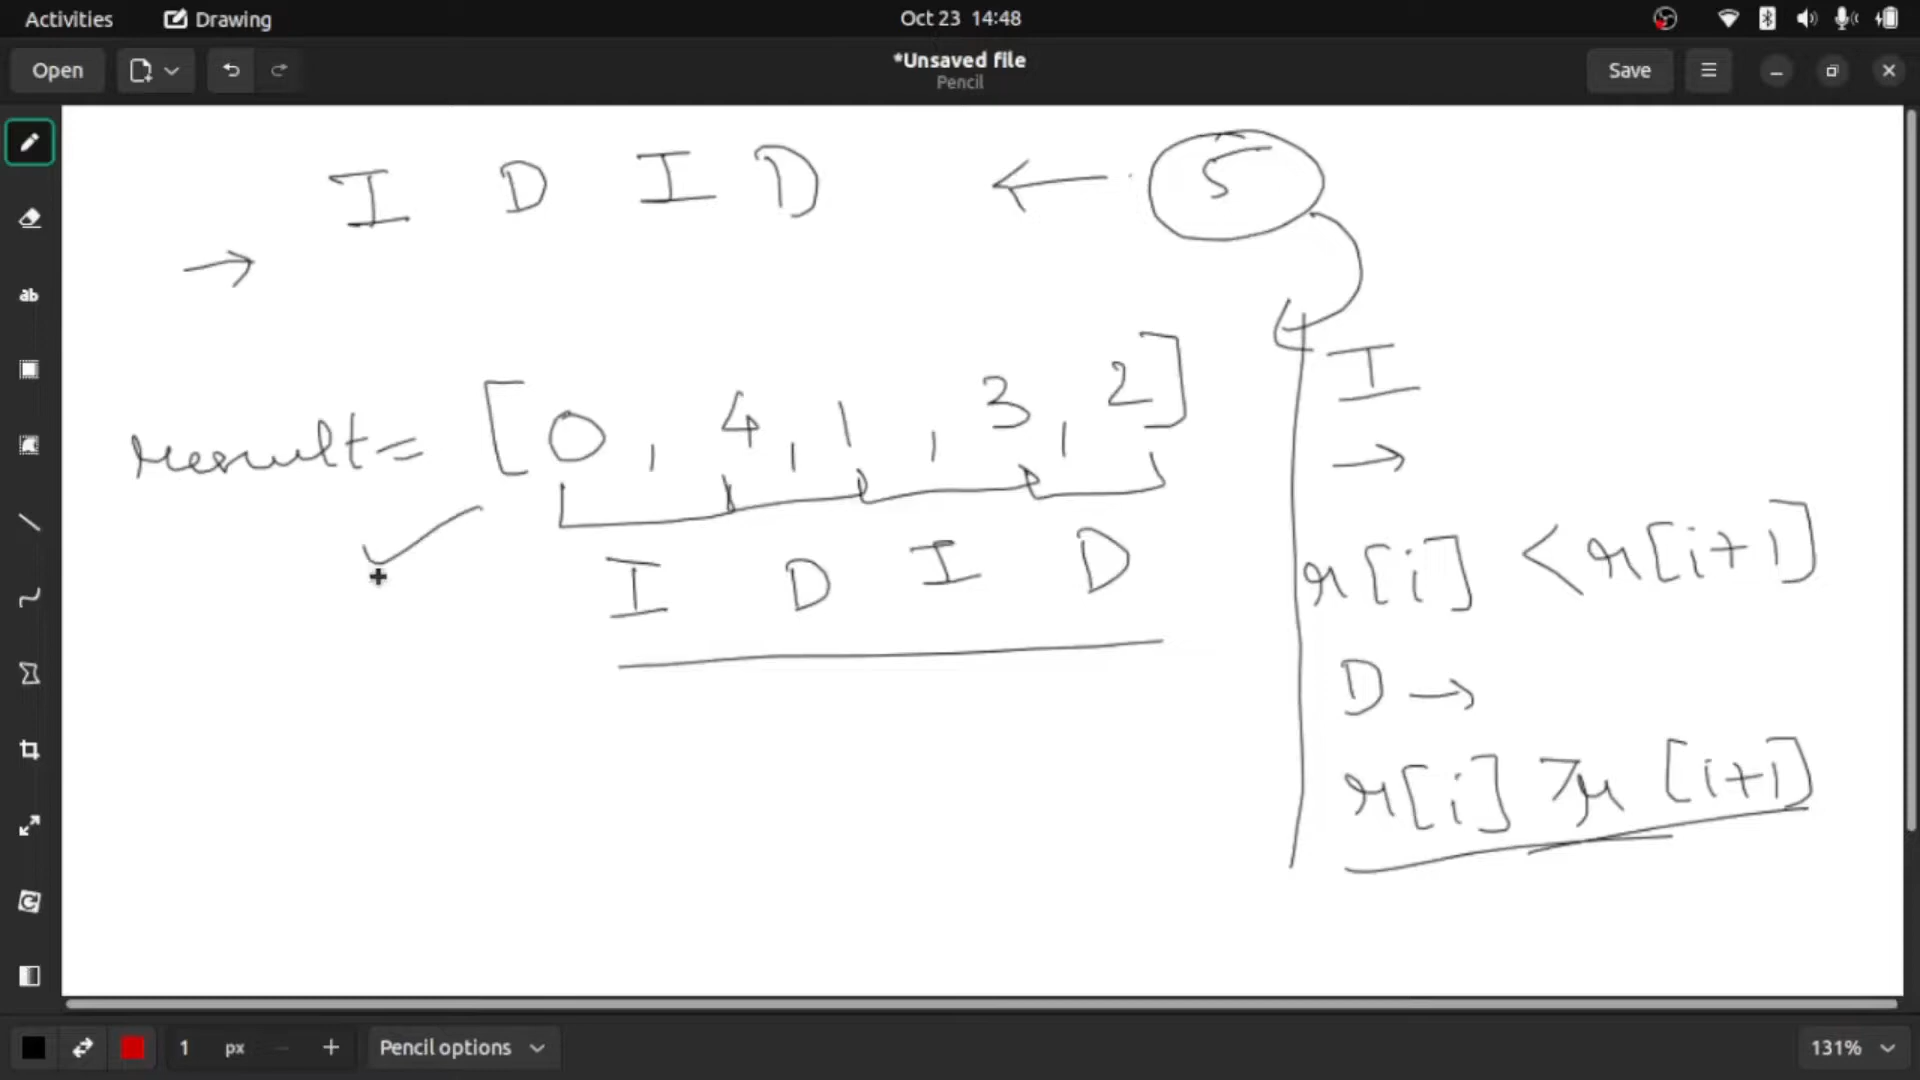 Activities Drawing Oct 23 14:48
Open *Unsaved file Save
Pencil
I D I D ← 5
→
I
result = [0, 4, 1, 3, 2]
→
I D I D
r[i] < r[i+1]
D →
r[i] > r[i+1]
ab
1 px − + Pencil options 131%